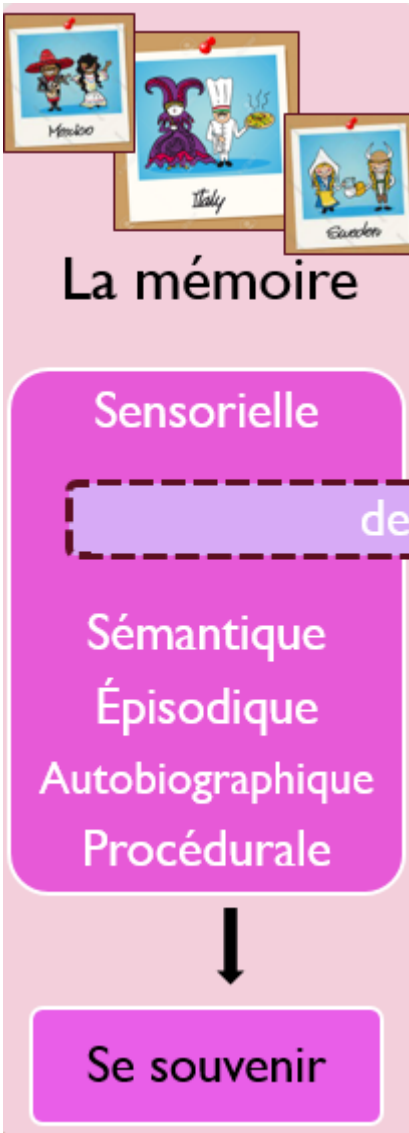 Mexico
Italy
Sweden
La mémoire
Sensorielle
de
Sémantique
Épisodique
Autobiographique
Procédurale
Se souvenir